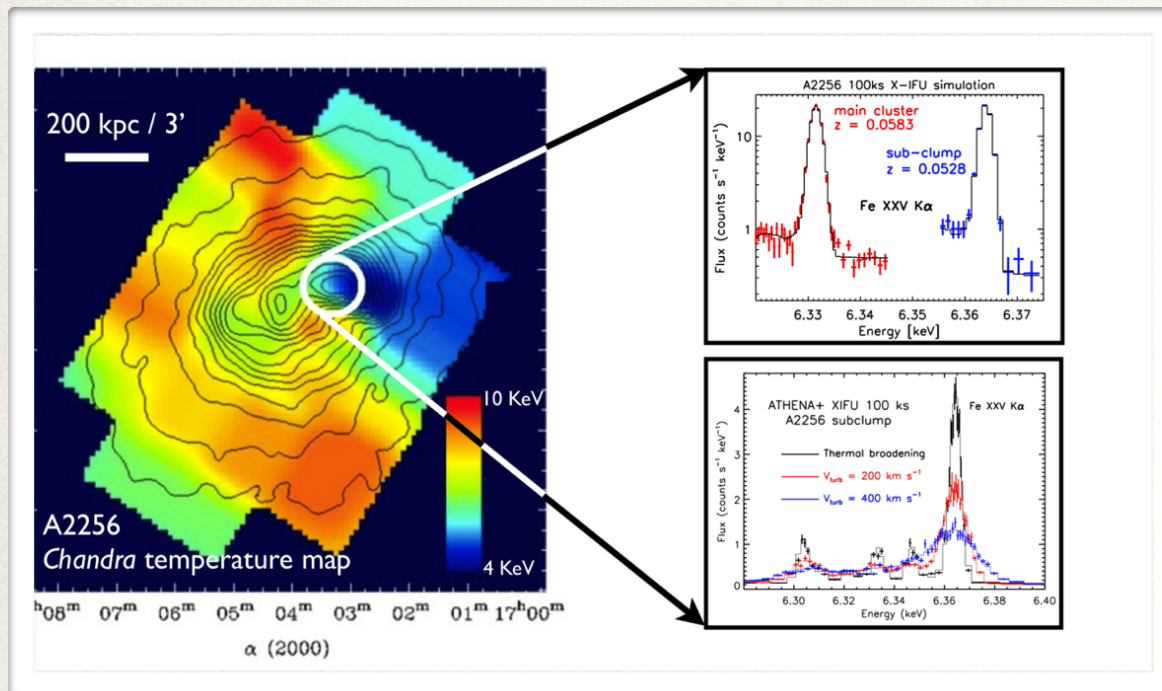 200 kpc / 3'
10 KeV
4 KeV
A2256
Chandra temperature map
ʰ08ᵐ 07ᵐ 06ᵐ 05ᵐ 04ᵐ 03ᵐ 02ᵐ 01ᵐ 17ʰ00ᵐ
α (2000)
A2256 100ks X-IFU simulation
main cluster
z = 0.0583
sub-clump
z = 0.0528
Fe XXV Kα
10
1
Flux (counts s⁻¹ keV⁻¹)
6.33 6.34 6.35 6.36 6.37
Energy [keV]
ATHENA+ XIFU 100 ks
A2256 subclump
Fe XXV Kα
Thermal broadening
Vₜᵤᵣb = 200 km s⁻¹
Vₜᵤᵣb = 400 km s⁻¹
4
3
2
1
0
Flux (counts s⁻¹ keV⁻¹)
6.30 6.32 6.34 6.36 6.38 6.40
Energy (keV)